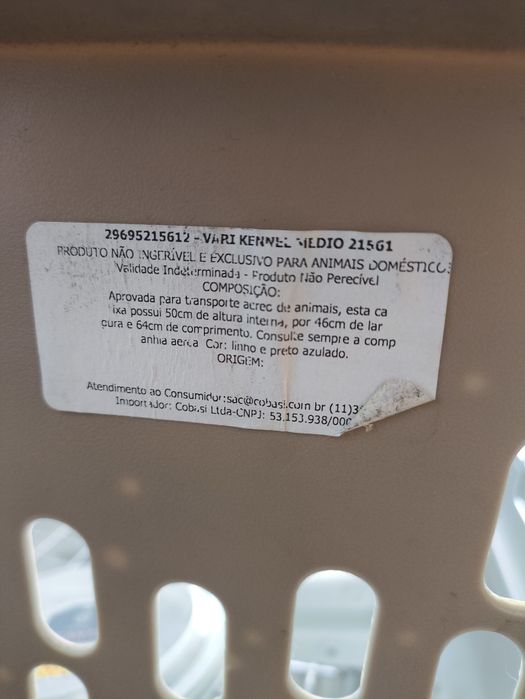 29695215612 - VARI KENNEL MEDIO 21561
PRODUTO NÃO INGERÍVEL E EXCLUSIVO PARA ANIMAIS DOMÉSTICOS
Validade Indeterminada - Produto Não Perecível
COMPOSIÇÃO:
Aprovada para transporte aereo de animais, esta ca
ixa possui 50cm de altura interna, por 46cm de lar
gura e 64cm de comprimento. Consulte sempre a comp
anhia aerea. Cor: linho e preto azulado.
ORIGEM:
Atendimento ao Consumidor:sac@cobasi.com br (11)3
Importador: Cobasi Ltda-CNPJ: 53.153.938/000